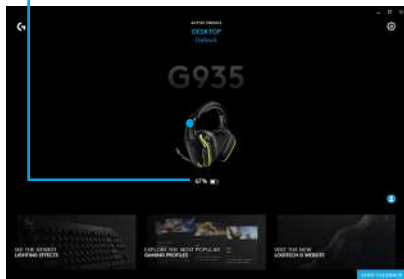 ACTIVE PROFILE
DESKTOP
Default
G935
67%
SEE THE NEWEST
LIGHTING EFFECTS
EXPLORE THE MOST POPULAR
GAMING PROFILES
VISIT THE NEW
LOGITECH G WEBSITE
SEND FEEDBACK